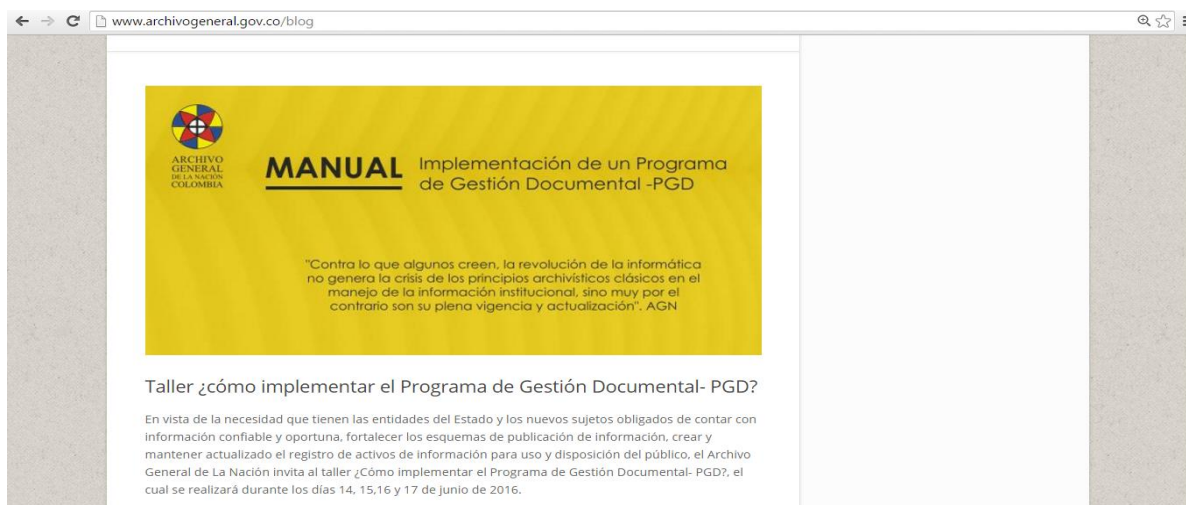 www.archivogeneral.gov.co/blog
ARCHIVO
GENERAL
DE LA NACIÓN
COLOMBIA
MANUAL
Implementación de un Programa
de Gestión Documental -PGD
"Contra lo que algunos creen, la revolución de la informática
no genera la crisis de los principios archivísticos clásicos en el
manejo de la información institucional, sino muy por el
contrario son su plena vigencia y actualización". AGN
Taller ¿cómo implementar el Programa de Gestión Documental- PGD?
En vista de la necesidad que tienen las entidades del Estado y los nuevos sujetos obligados de contar con
información confiable y oportuna, fortalecer los esquemas de publicación de información, crear y
mantener actualizado el registro de activos de información para uso y disposición del público, el Archivo
General de La Nación invita al taller ¿Cómo implementar el Programa de Gestión Documental- PGD?, el
cual se realizará durante los días 14, 15,16 y 17 de junio de 2016.